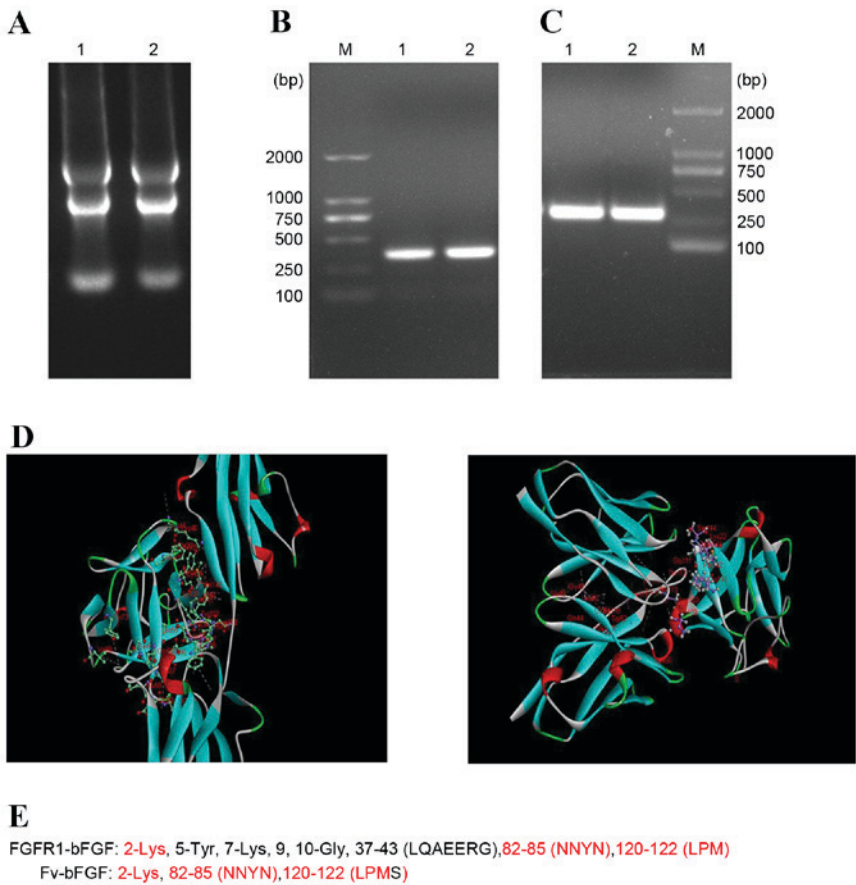 A
B
C
1 2
(bp) M 1 2
2000
1000
750
500
250
100
1 2 M (bp)
2000
1000
750
500
250
100
D
E
FGFR1-bFGF: 2-Lys, 5-Tyr, 7-Lys, 9, 10-Gly, 37-43 (LQAEERG),82-85 (NNYN),120-122 (LPM)
Fv-bFGF: 2-Lys, 82-85 (NNYN),120-122 (LPMS)